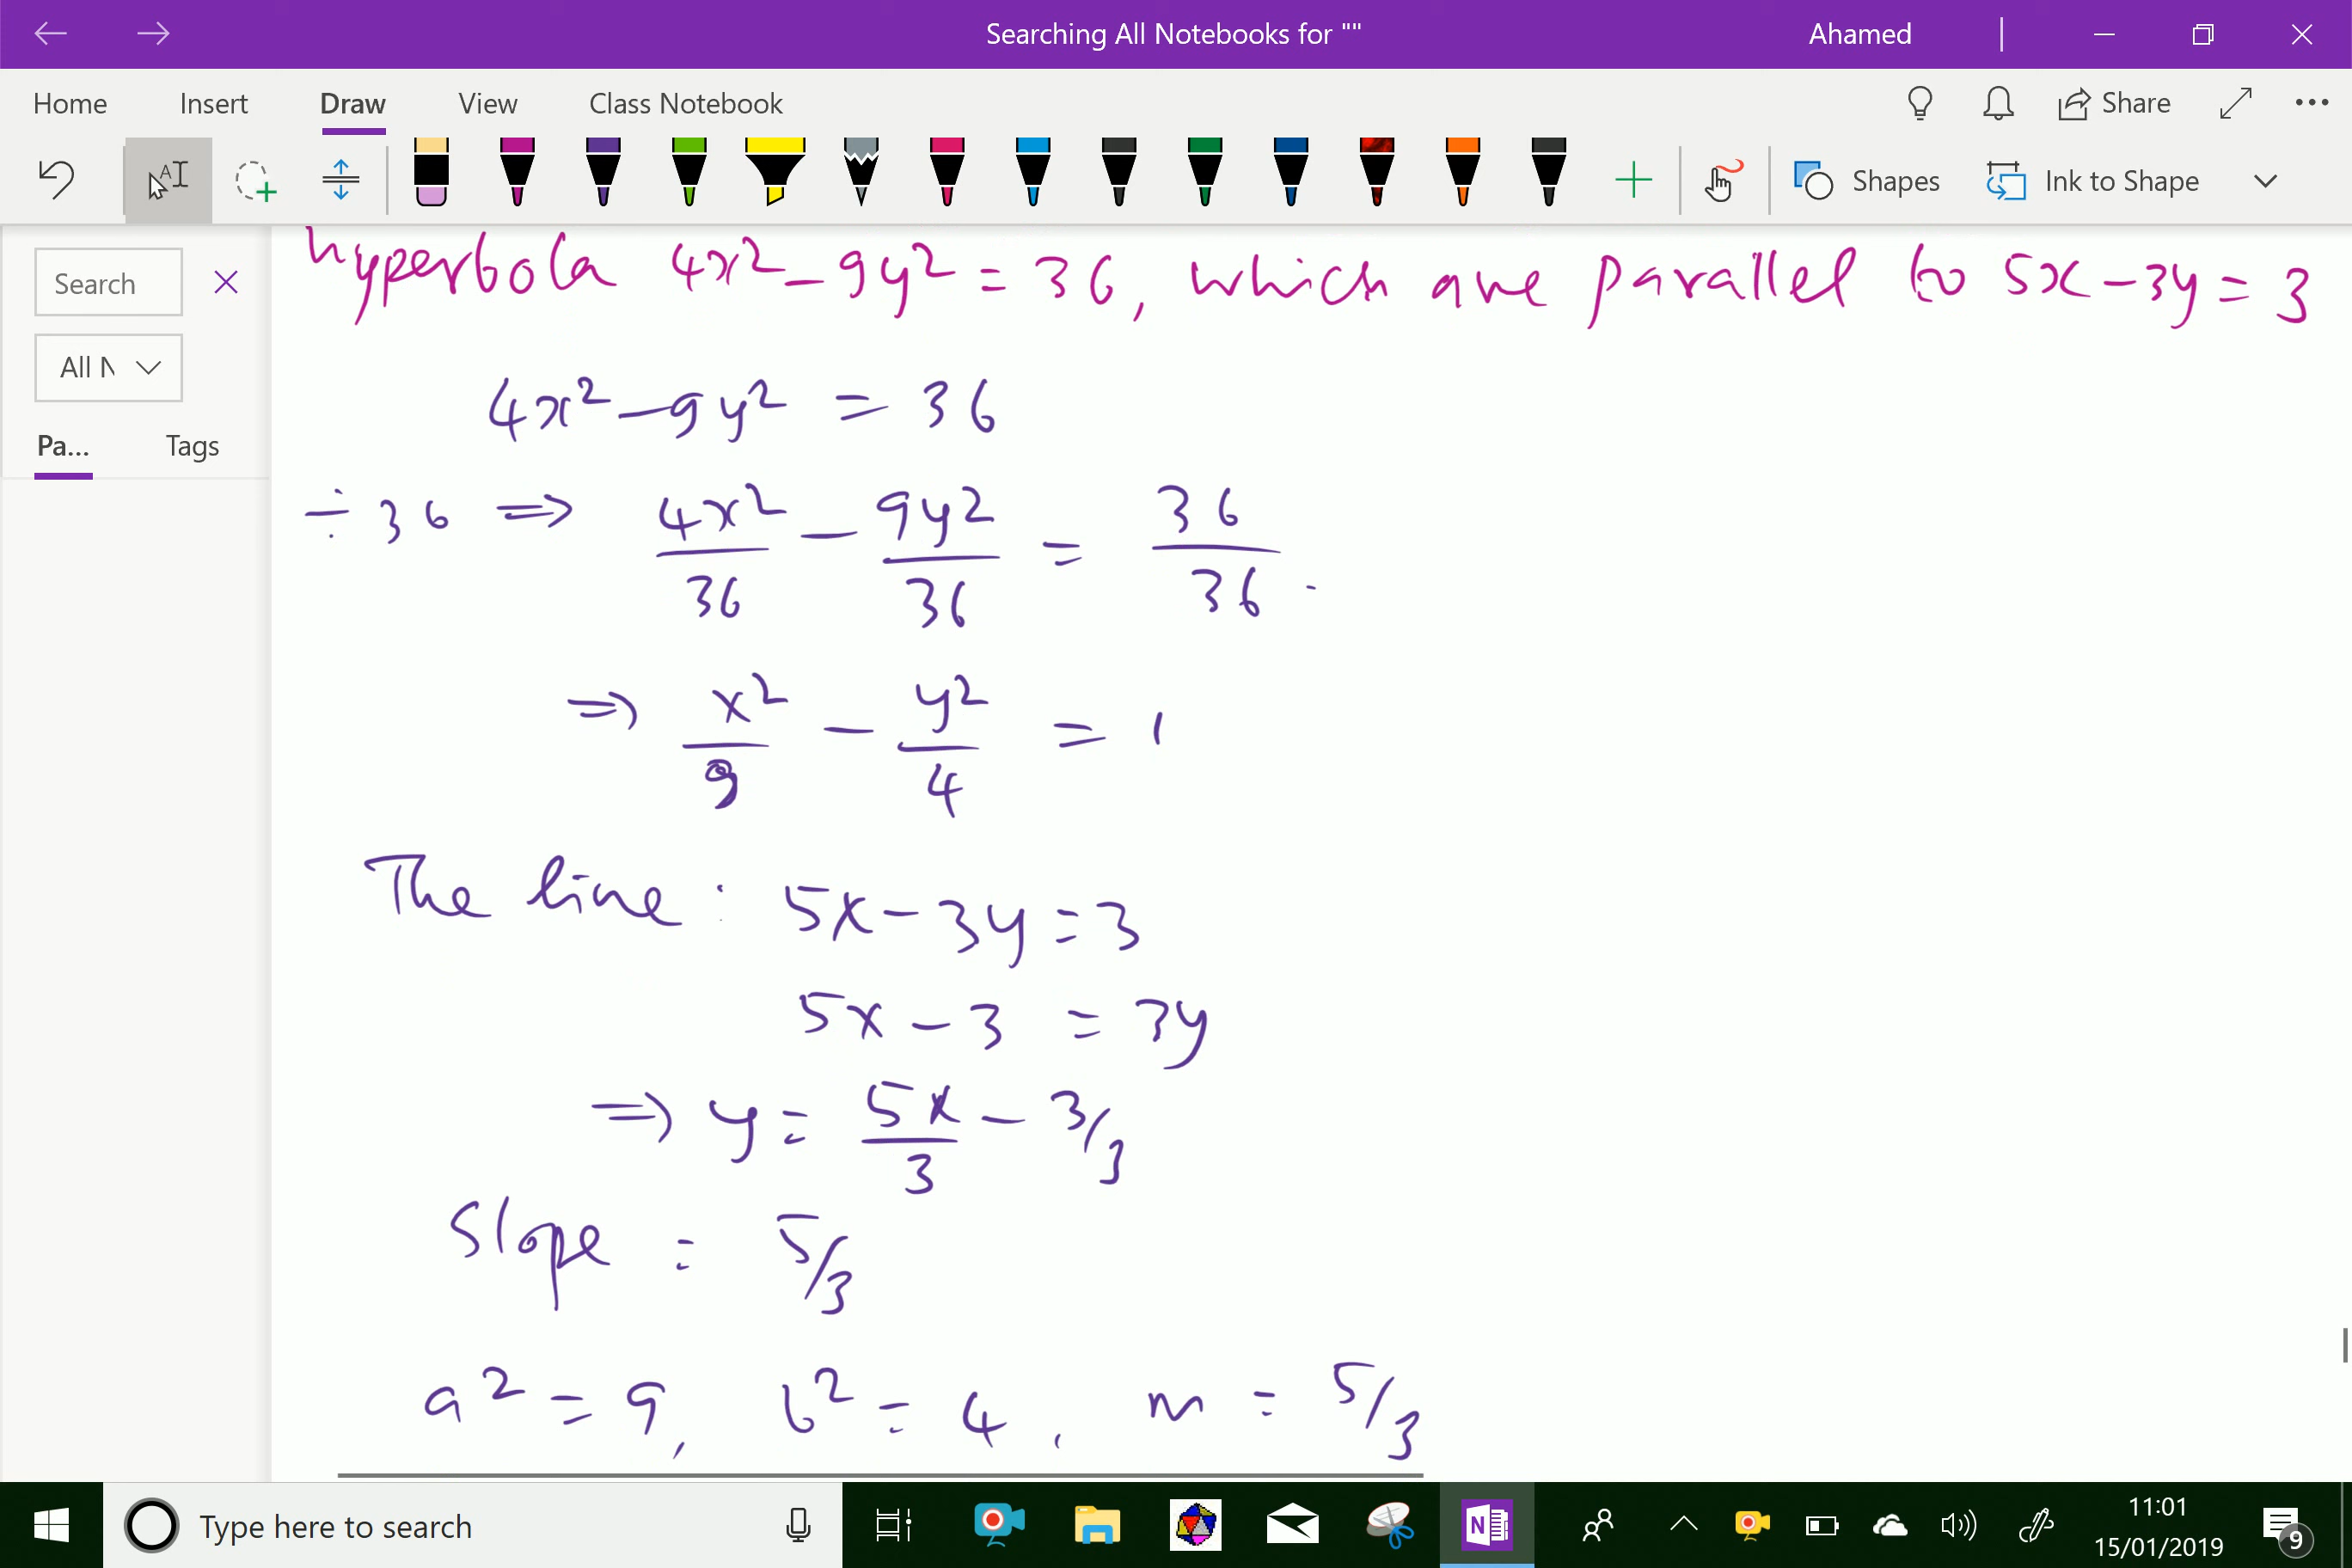 Searching All Notebooks for ""
Ahamed
Home Insert Draw View Class Notebook Share
Shapes Ink to Shape
Search
All N
Pa... Tags
hyperbola 4x² - 9y² = 36, which are parallel to 5x - 3y = 3
4x² - 9y² = 36
÷ 36 ⇒ 4x²/36 - 9y²/36 = 36/36
⇒ x²/9 - y²/4 = 1
The line : 5x - 3y = 3
5x - 3 = 3y
⇒ y = 5x/3 - 3/3
Slope = 5/3
a² = 9, b² = 4, m = 5/3
Type here to search
11:01
15/01/2019
9